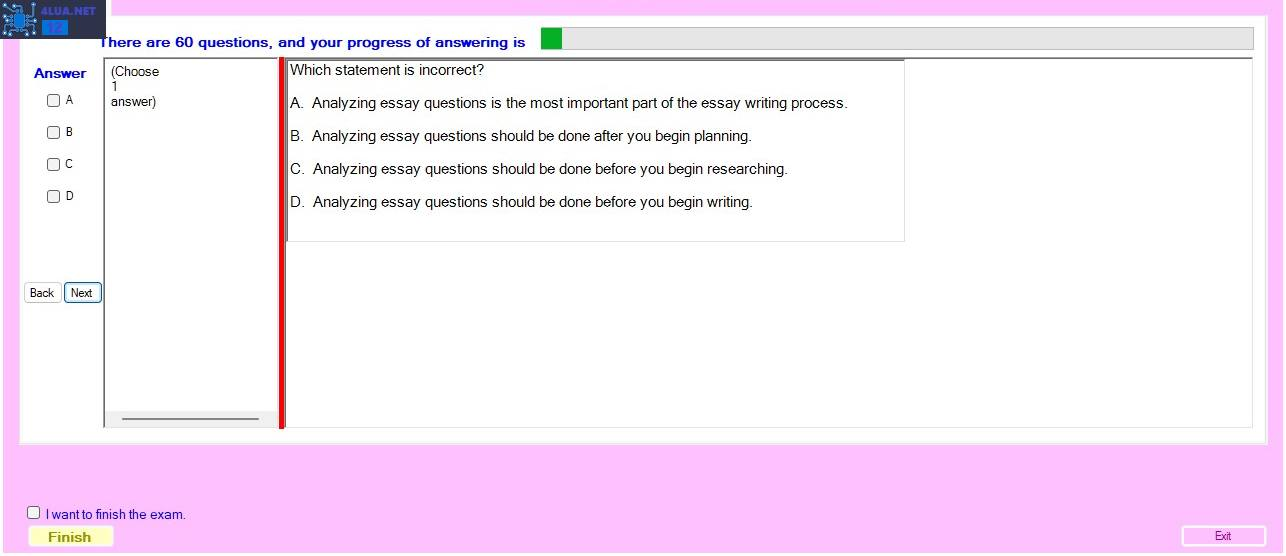 4LUA.NET
12
There are 60 questions, and your progress of answering is
Answer
A
B
C
D
Back Next
(Choose
1
answer)
Which statement is incorrect?
A. Analyzing essay questions is the most important part of the essay writing process.
B. Analyzing essay questions should be done after you begin planning.
C. Analyzing essay questions should be done before you begin researching.
D. Analyzing essay questions should be done before you begin writing.
I want to finish the exam.
Finish
Exit